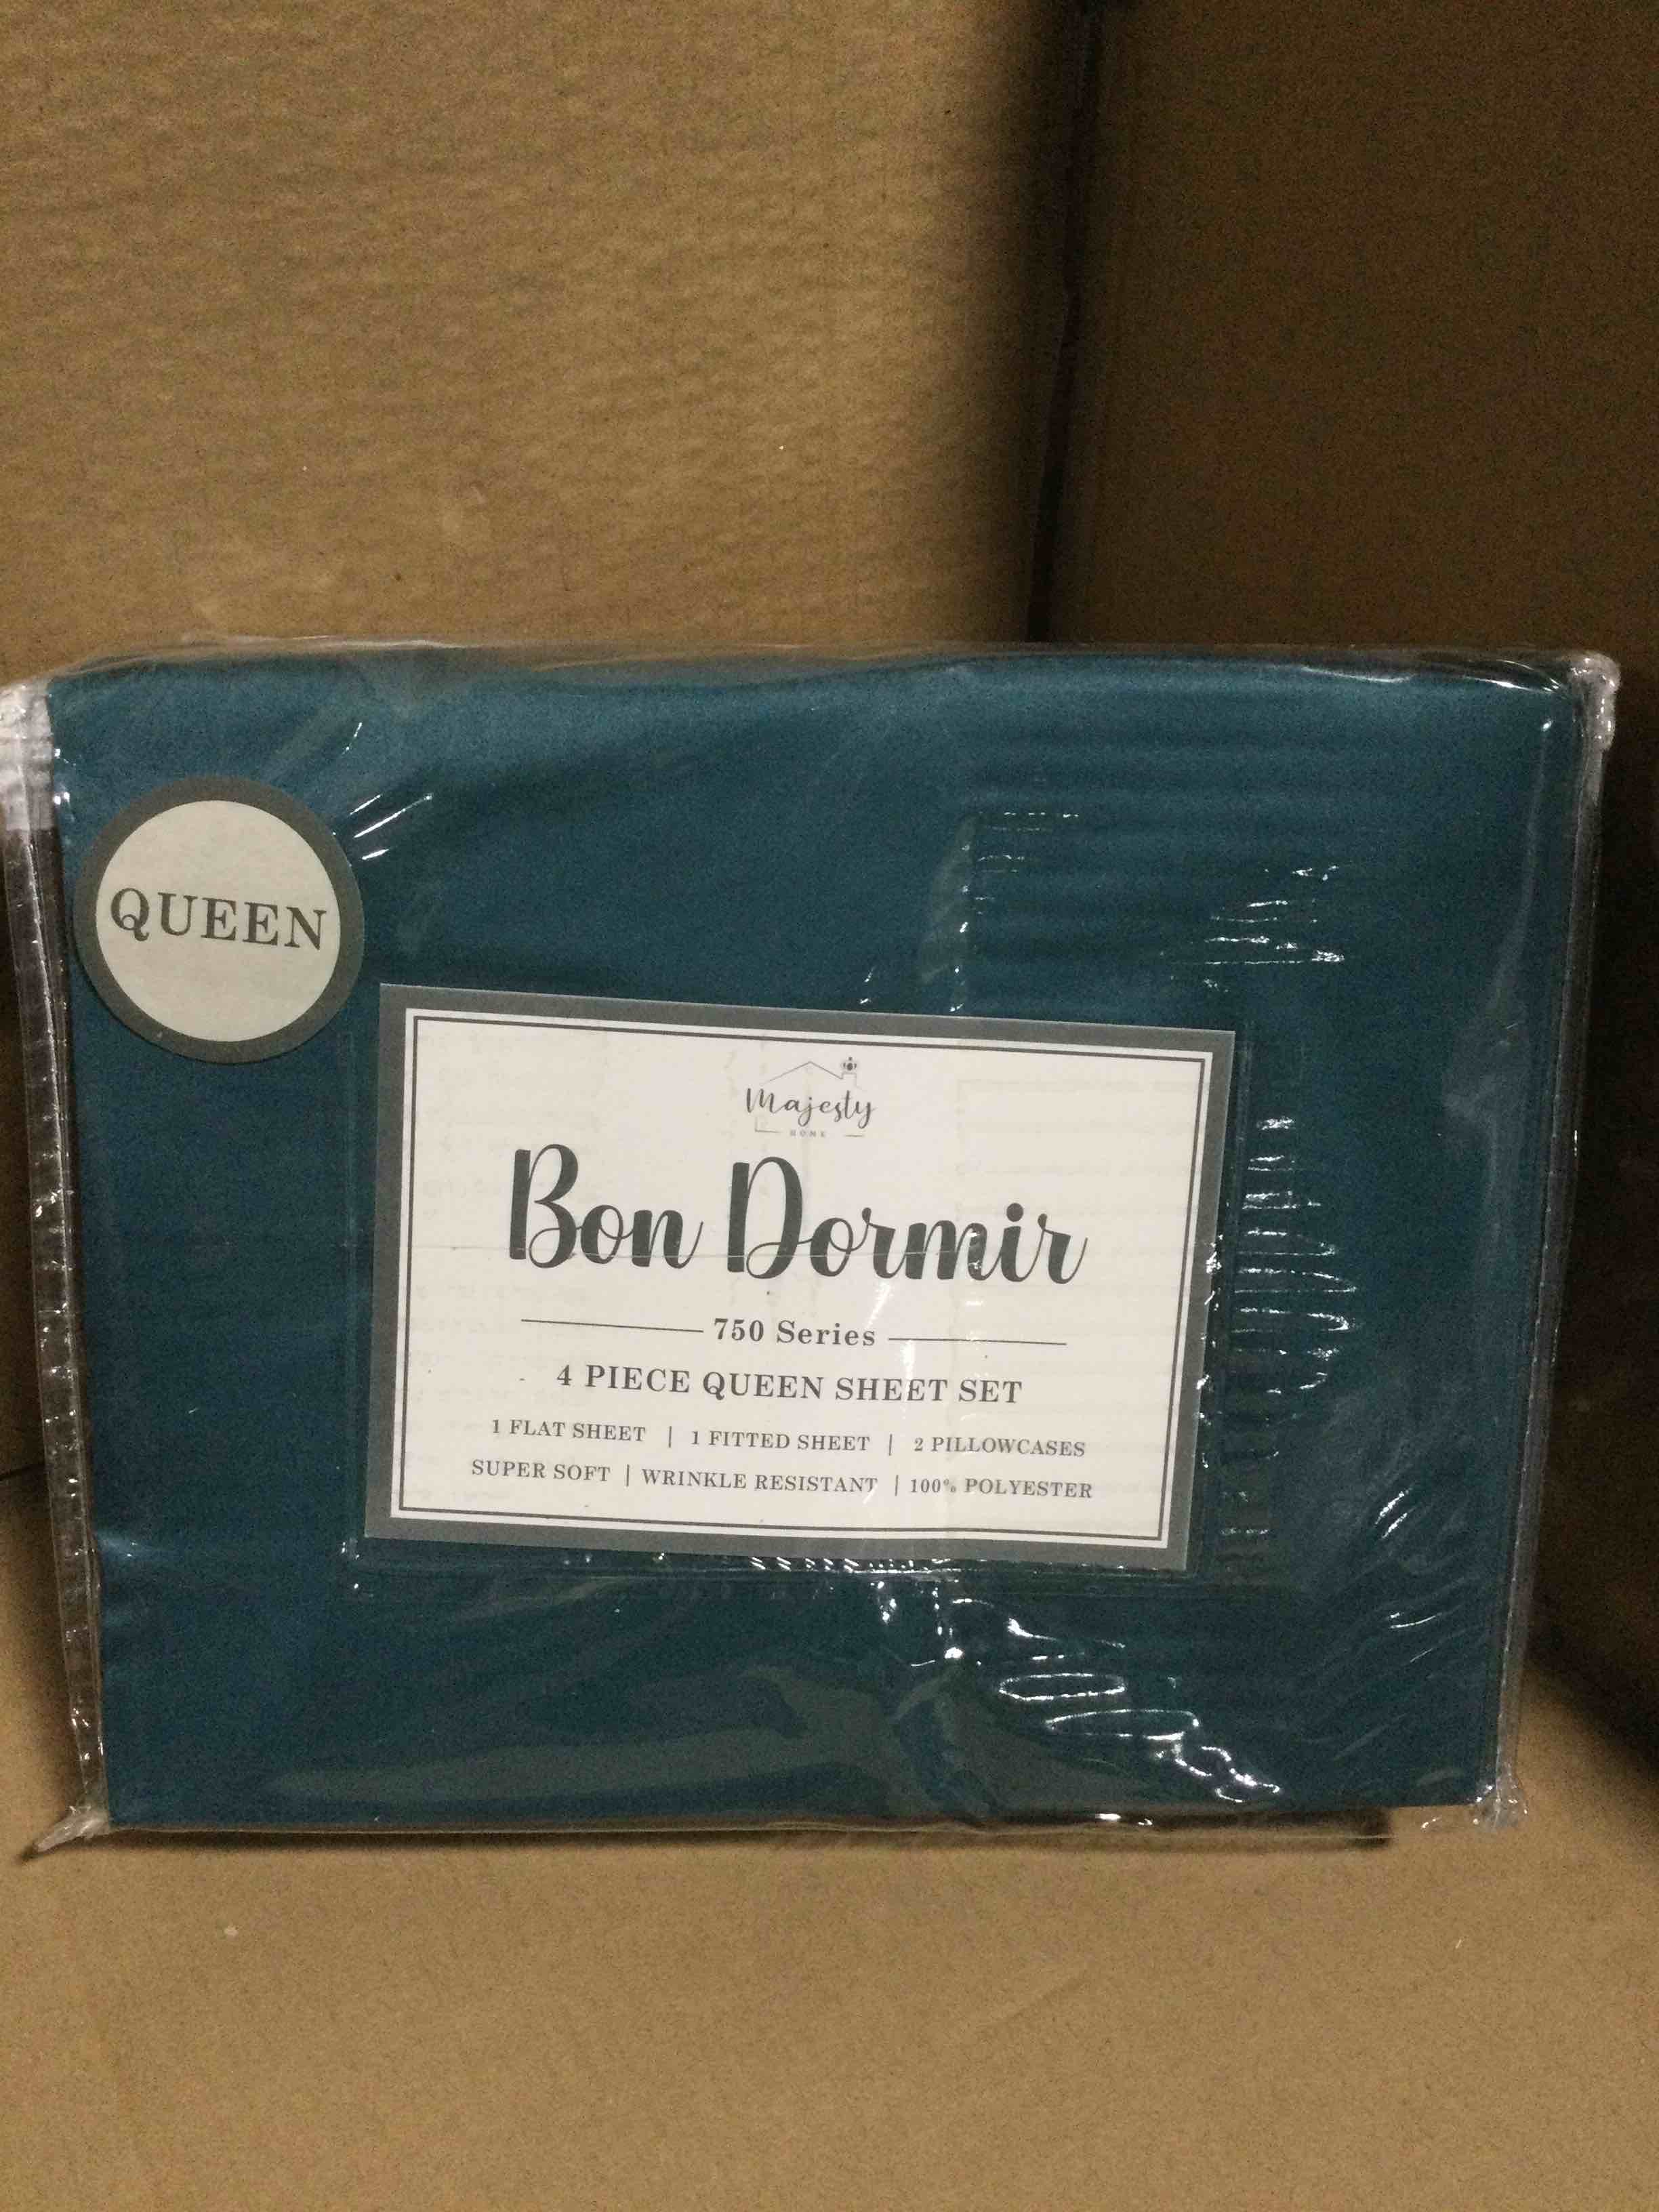 QUEEN
Majesty
HOME
Bon Dormir
750 Series
4 PIECE QUEEN SHEET SET
1 FLAT SHEET | 1 FITTED SHEET | 2 PILLOWCASES
SUPER SOFT | WRINKLE RESISTANT | 100% POLYESTER